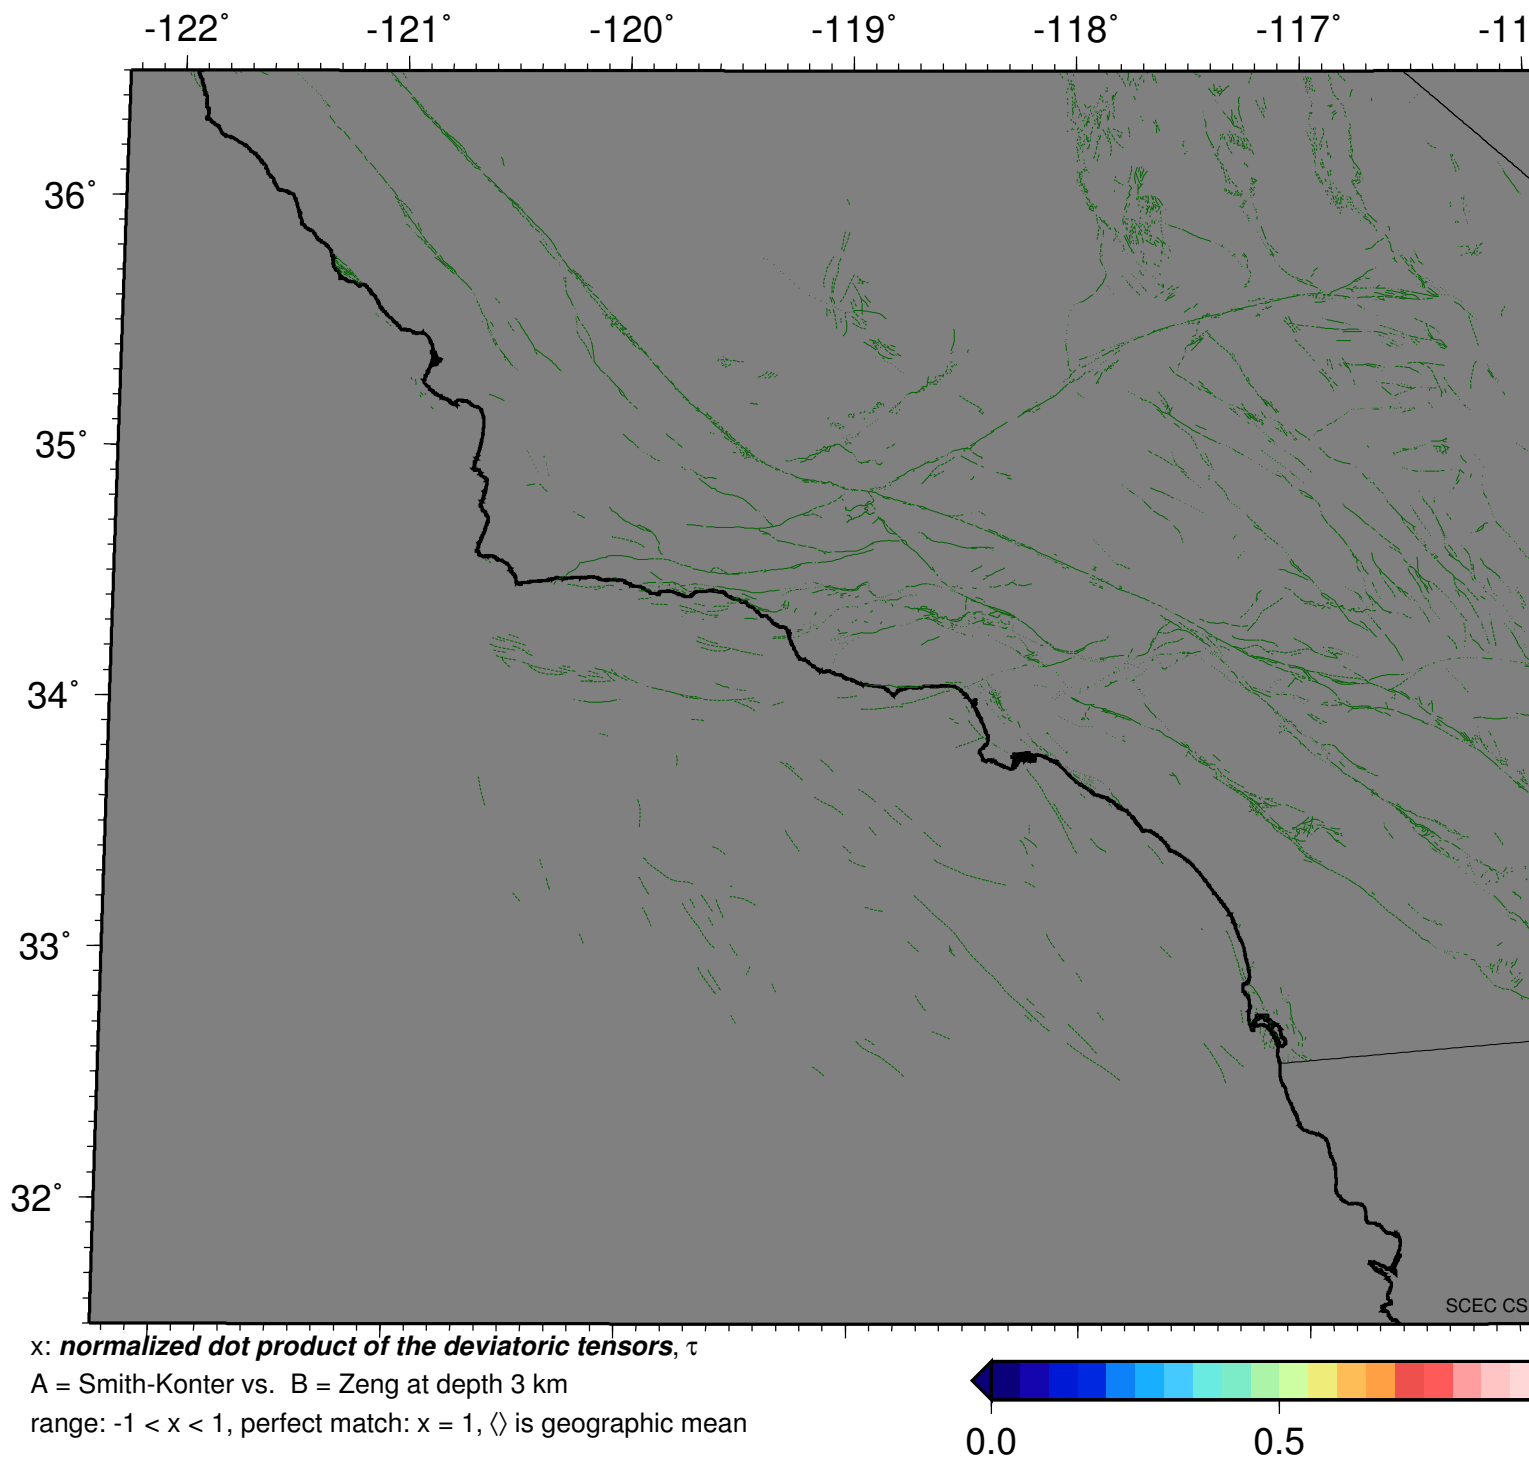 -122° -121° -120° -119° -118° -117° -11
36°
35°
34°
33°
32°
SCEC CS
x: normalized dot product of the deviatoric tensors, τ
A = Smith-Konter vs.  B = Zeng at depth 3 km
range: -1 < x < 1, perfect match: x = 1, ⟨⟩ is geographic mean
0.0 0.5